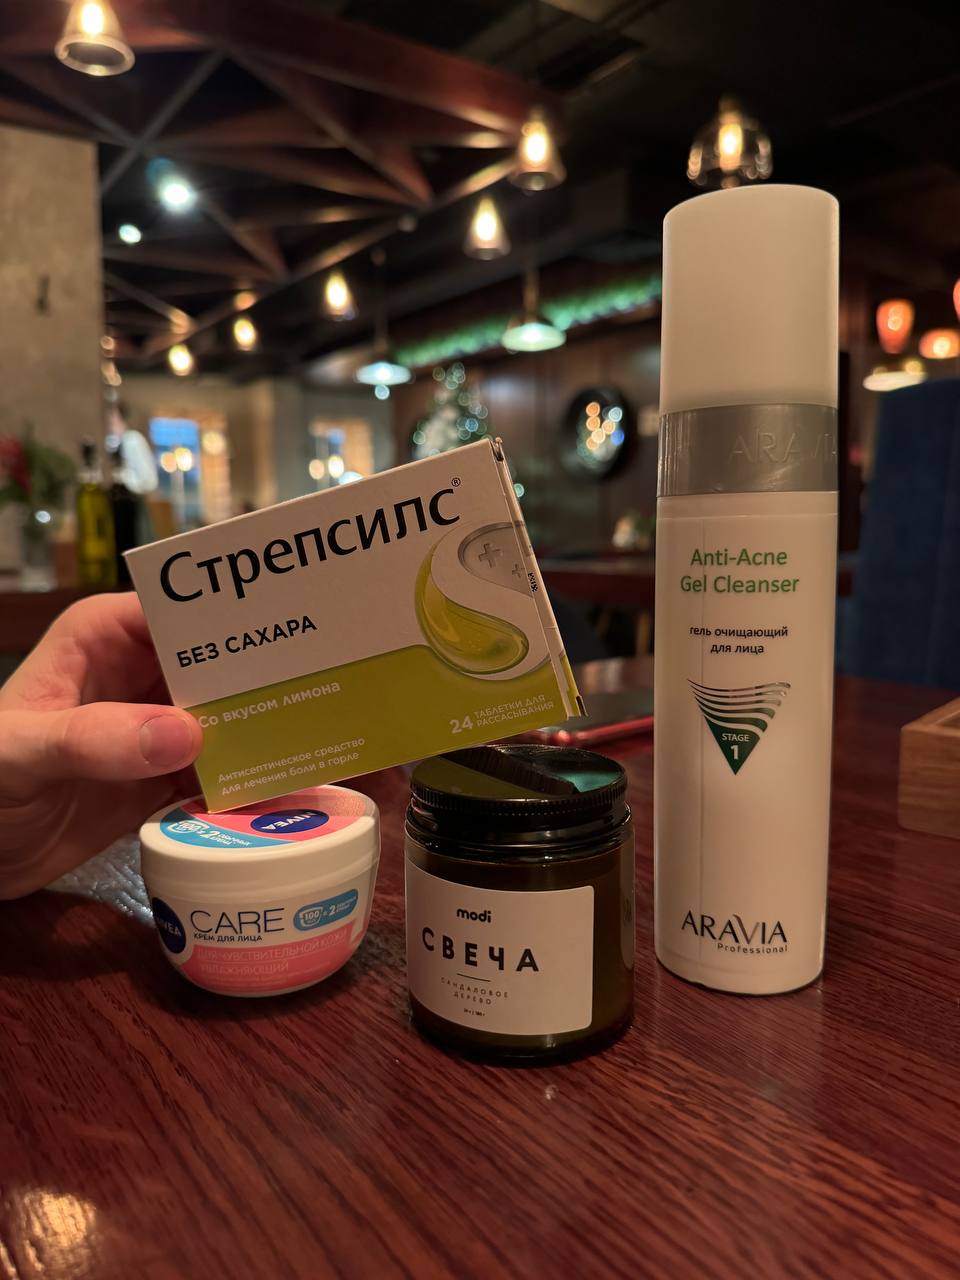 Стрепсилс®
БЕЗ САХАРА
Со вкусом лимона
24 ТАБЛЕТКИ ДЛЯ
РАССАСЫВАНИЯ
Антисептическое средство
для лечения боли в горле
NIVEA
NIVEA
CARE
КРЕМ ДЛЯ ЛИЦА
ДЛЯ ЧУВСТВИТЕЛЬНОЙ КОЖИ
УВЛАЖНЯЮЩИЙ
100
= 2
modi
СВЕЧА
САНДАЛОВОЕ
ДЕРЕВО
ARAVIA
Anti-Acne
Gel Cleanser
гель очищающий
для лица
STAGE
1
ARAVIA
Professional